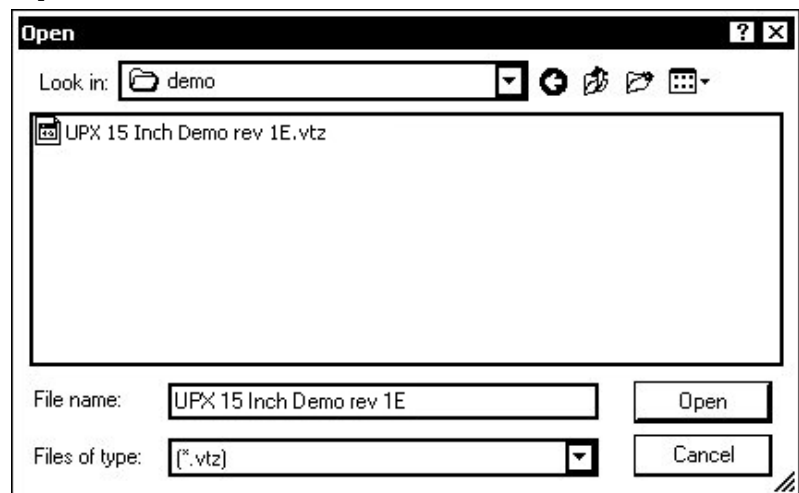 Open
Look in: demo
UPX 15 Inch Demo rev 1E.vtz
File name: UPX 15 Inch Demo rev 1E Open
Files of type: (*.vtz) Cancel